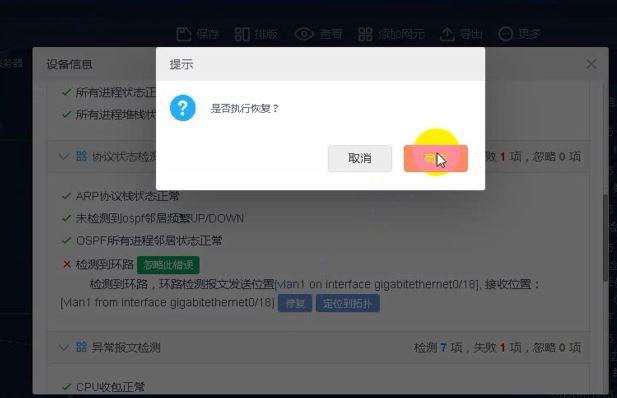 保存 排版 查看 添加网元 导出 更多
服务器
设备信息
提示
所有进程状态正
所有进程堆栈状
是否执行恢复？
取消
协议状态检测
败 1 项，忽略 0 项
ARP协议栈状态正常
未检测到ospf邻居频繁UP/DOWN
OSPF所有进程邻居状态正常
检测到环路 忽略此错误
检测到环路，环路检测报文发送位置[vlan1 on interface gigabitethernet0/18], 接收位置：
[vlan1 from interface gigabitethernet0/18] 修复 定位到拓扑
异常报文检测 检测 7 项，失败 1 项，忽略 0 项
CPU收包正常